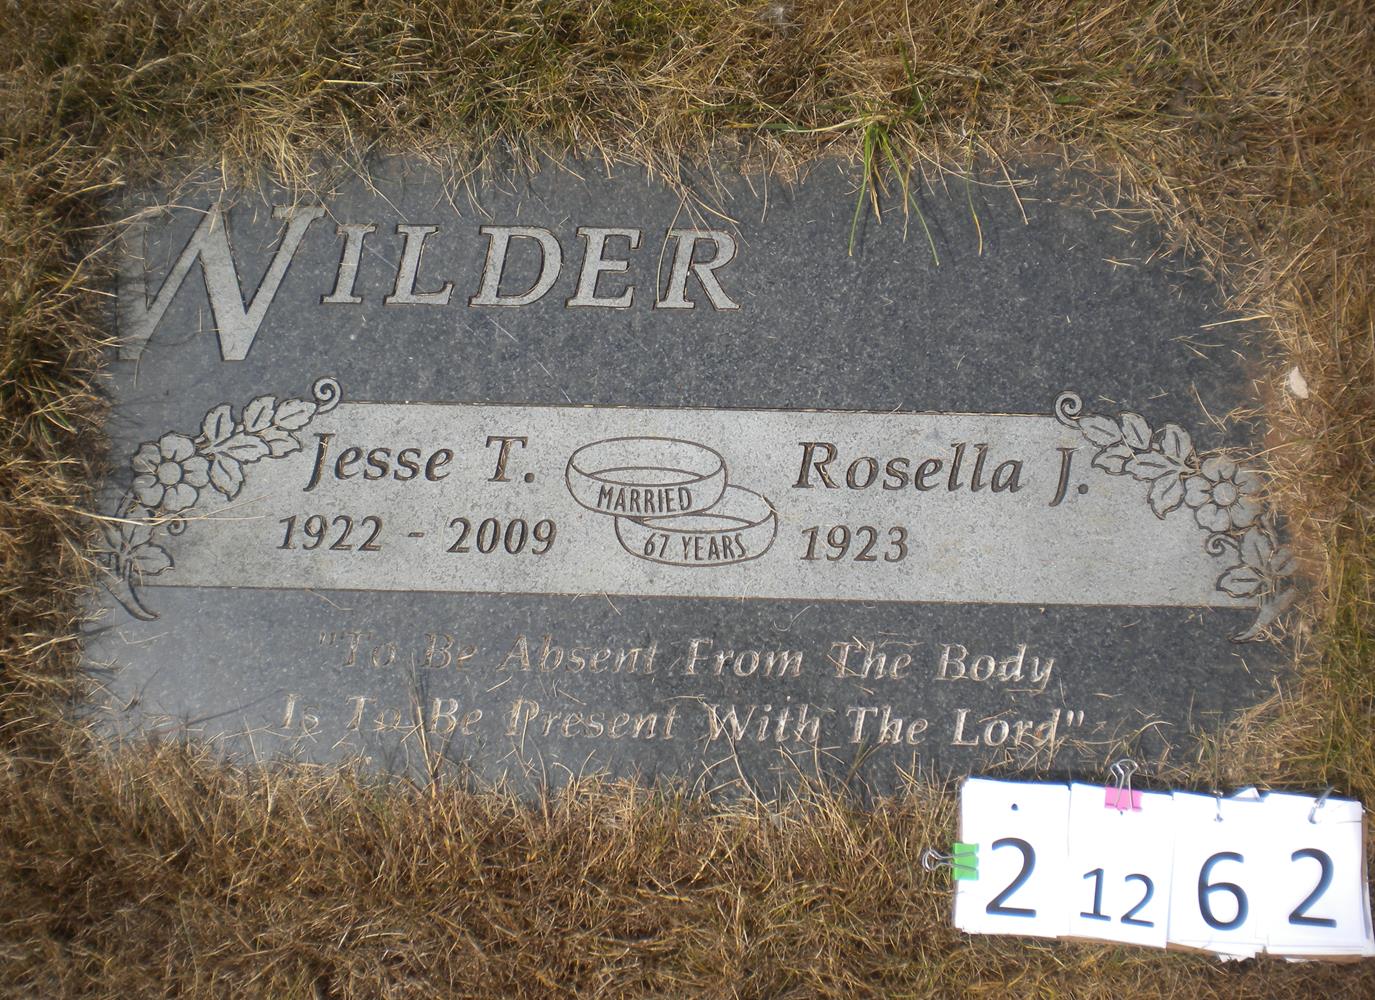 WILDER
Jesse T.
1922 - 2009
MARRIED
67 YEARS
Rosella J.
1923
"To Be Absent From The Body
Is To Be Present With The Lord"
2 12 6 2